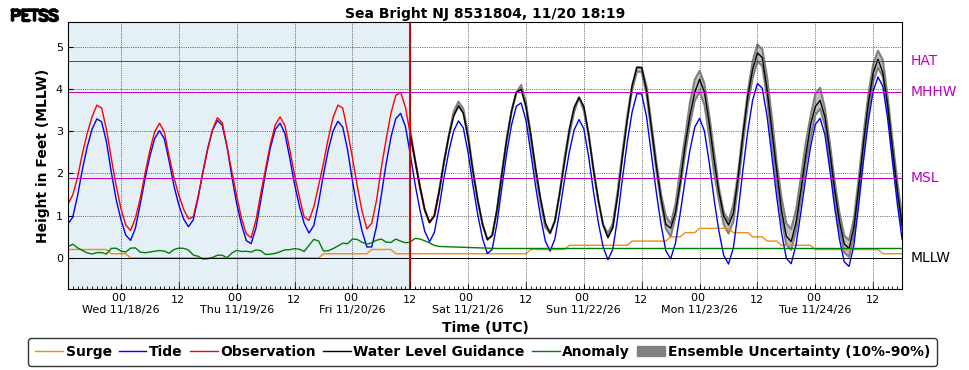 PETSS
Sea Bright NJ 8531804, 11/20 18:19
Height in Feet (MLLW)
5
4
3
2
1
0
HAT
MHHW
MSL
MLLW
00 12 00 12 00 12 00 12 00 12 00 12 00 12
Wed 11/18/26 Thu 11/19/26 Fri 11/20/26 Sat 11/21/26 Sun 11/22/26 Mon 11/23/26 Tue 11/24/26
Time (UTC)
Surge Tide Observation Water Level Guidance Anomaly Ensemble Uncertainty (10%-90%)